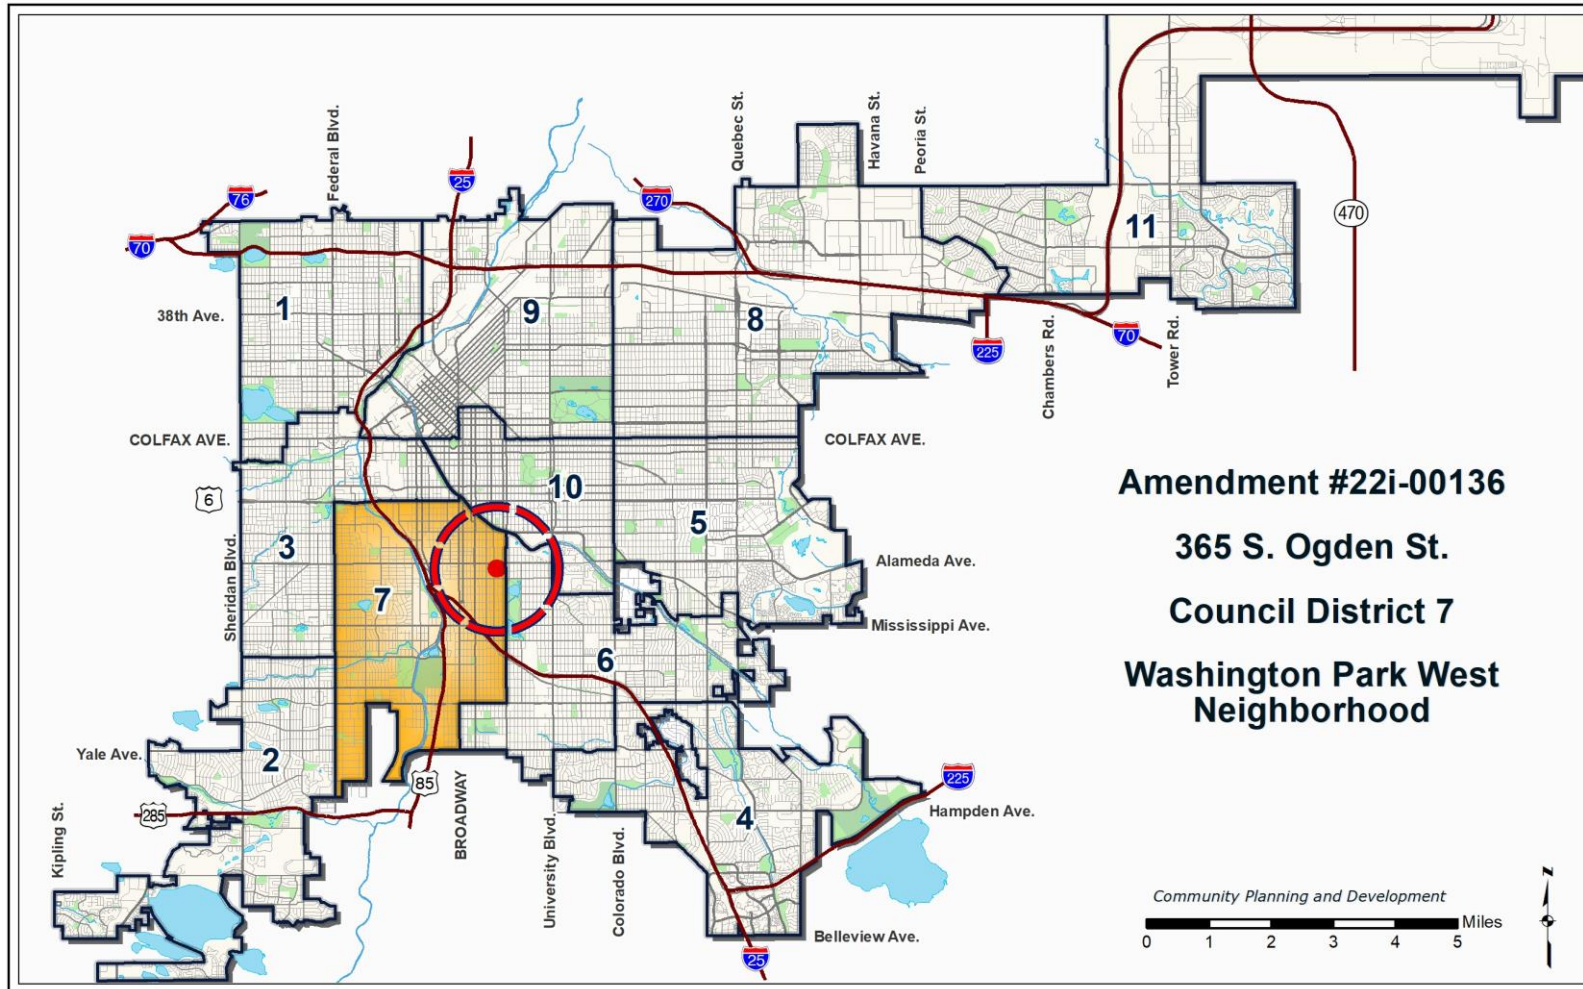 Federal Blvd.
Quebec St.
Havana St.
Peoria St.
76
25
270
70
470
11
1
9
8
38th Ave.
225
70
Chambers Rd.
Tower Rd.
COLFAX AVE.
COLFAX AVE.
6
10
5
3
7
Sheridan Blvd.
Alameda Ave.
Mississippi Ave.
6
2
Yale Ave.
85
285
Kipling St.
BROADWAY
University Blvd.
Colorado Blvd.
4
225
Hampden Ave.
Belleview Ave.
25
Amendment #22i-00136
365 S. Ogden St.
Council District 7
Washington Park West
Neighborhood
Community Planning and Development
Miles
0 1 2 3 4 5
N